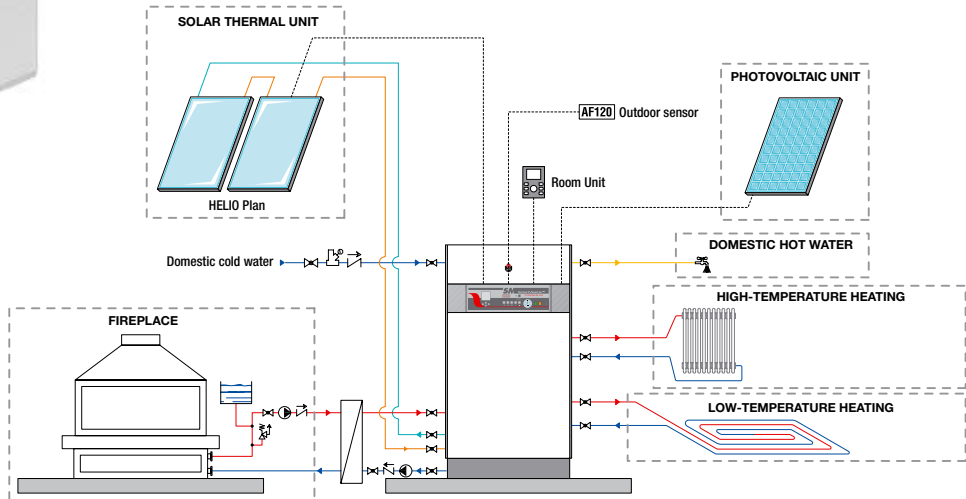 SOLAR THERMAL UNIT
HELIO Plan
AF120 Outdoor sensor
Room Unit
PHOTOVOLTAIC UNIT
Domestic cold water
DOMESTIC HOT WATER
HIGH-TEMPERATURE HEATING
FIREPLACE
LOW-TEMPERATURE HEATING